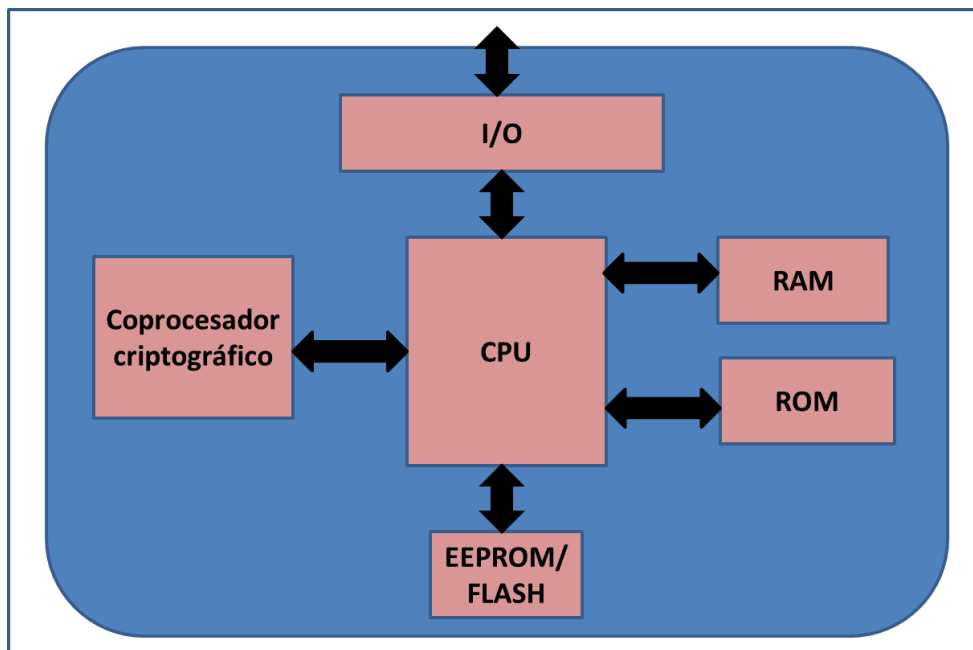 I/O
Coprocesador
criptográfico
CPU
RAM
ROM
EEPROM/
FLASH